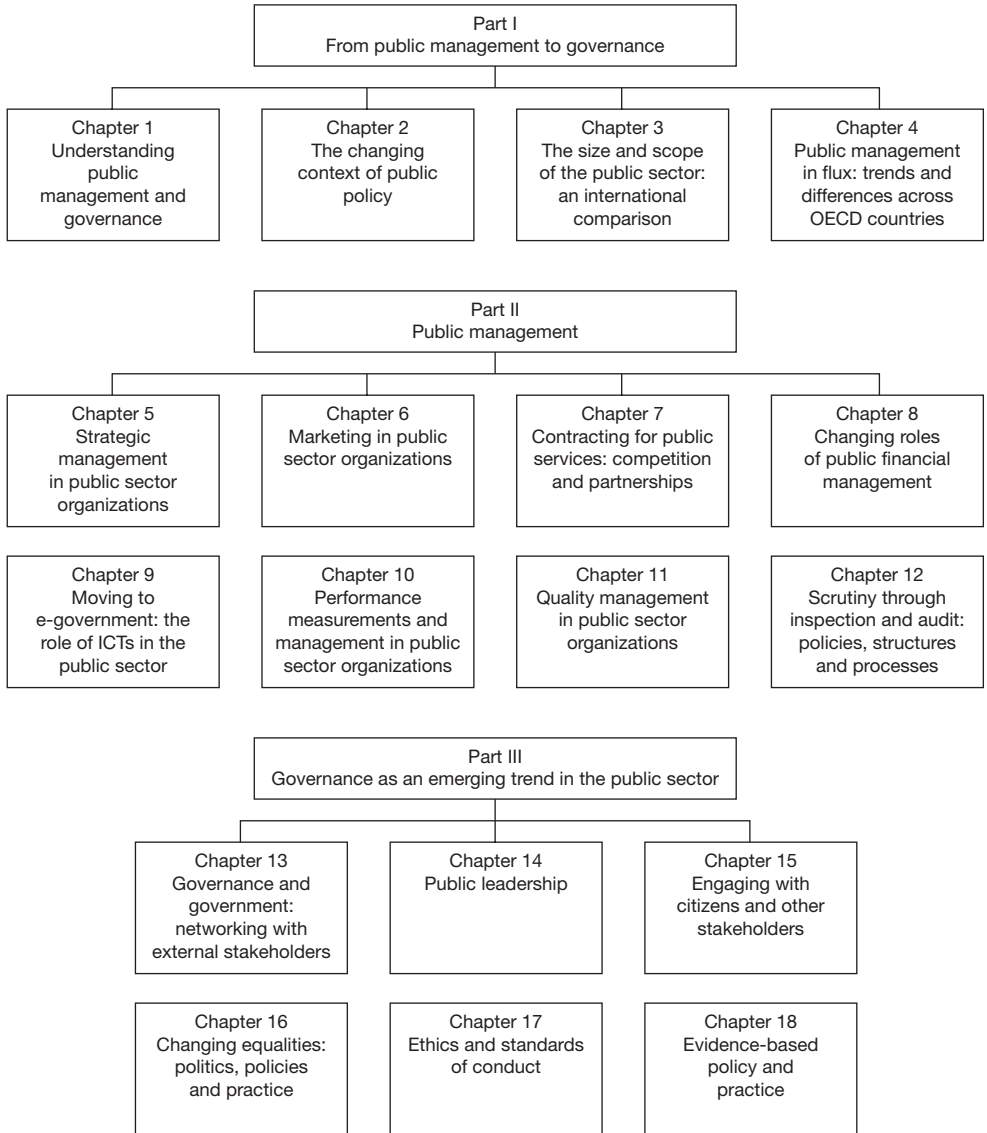 Part I
From public management to governance
Chapter 1
Understanding
public
management and
governance
Chapter 2
The changing
context of public
policy
Chapter 3
The size and scope
of the public sector:
an international
comparison
Chapter 4
Public management
in flux: trends and
differences across
OECD countries
Part II
Public management
Chapter 5
Strategic
management
in public sector
organizations
Chapter 6
Marketing in public
sector organizations
Chapter 7
Contracting for public
services: competition
and partnerships
Chapter 8
Changing roles
of public financial
management
Chapter 9
Moving to
e-government: the
role of ICTs in the
public sector
Chapter 10
Performance
measurements and
management in public
sector organizations
Chapter 11
Quality management
in public sector
organizations
Chapter 12
Scrutiny through
inspection and audit:
policies, structures
and processes
Part III
Governance as an emerging trend in the public sector
Chapter 13
Governance and
government:
networking with
external stakeholders
Chapter 14
Public leadership
Chapter 15
Engaging with
citizens and other
stakeholders
Chapter 16
Changing equalities:
politics, policies
and practice
Chapter 17
Ethics and standards
of conduct
Chapter 18
Evidence-based
policy and
practice